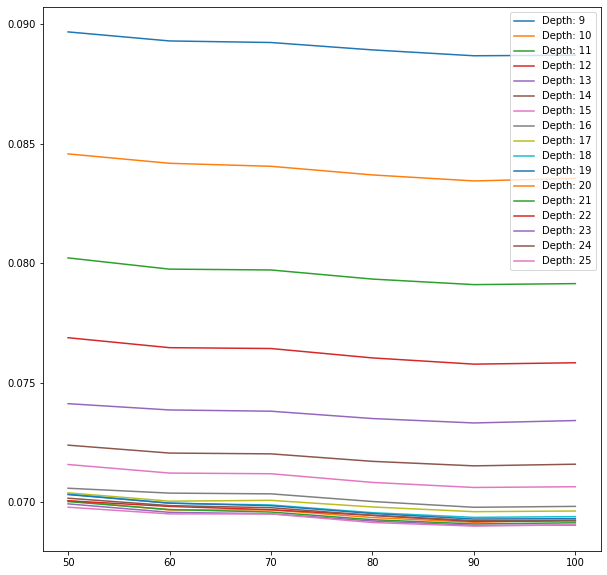 0.090
0.085
0.080
0.075
0.070
50
60
70
80
90
100
Depth: 9
Depth: 10
Depth: 11
Depth: 12
Depth: 13
Depth: 14
Depth: 15
Depth: 16
Depth: 17
Depth: 18
Depth: 19
Depth: 20
Depth: 21
Depth: 22
Depth: 23
Depth: 24
Depth: 25